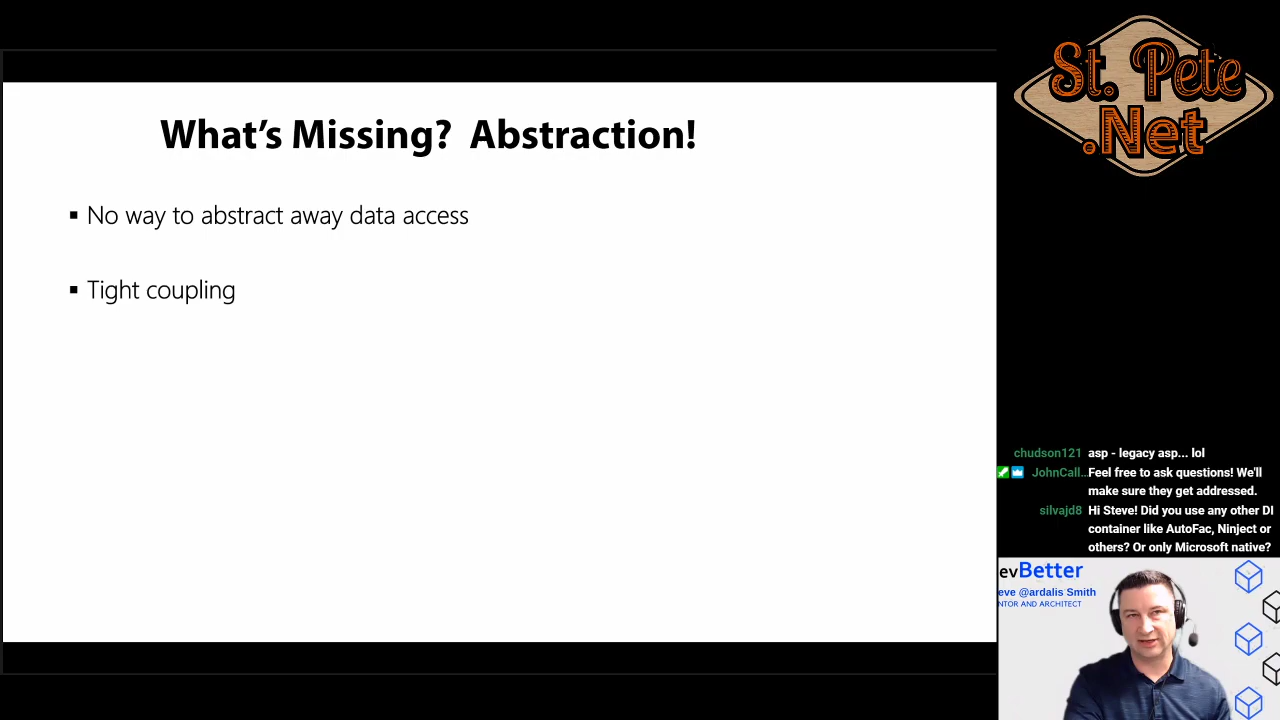 What's Missing? Abstraction!
▪ No way to abstract away data access
▪ Tight coupling
St. Pete
.Net
chudson121 asp - legacy asp... lol
JohnCall... Feel free to ask questions! We'll
make sure they get addressed.
silvajd8 Hi Steve! Did you use any other DI
container like AutoFac, Ninject or
others? Or only Microsoft native?
evBetter
eve @ardalis Smith
NTOR AND ARCHITECT